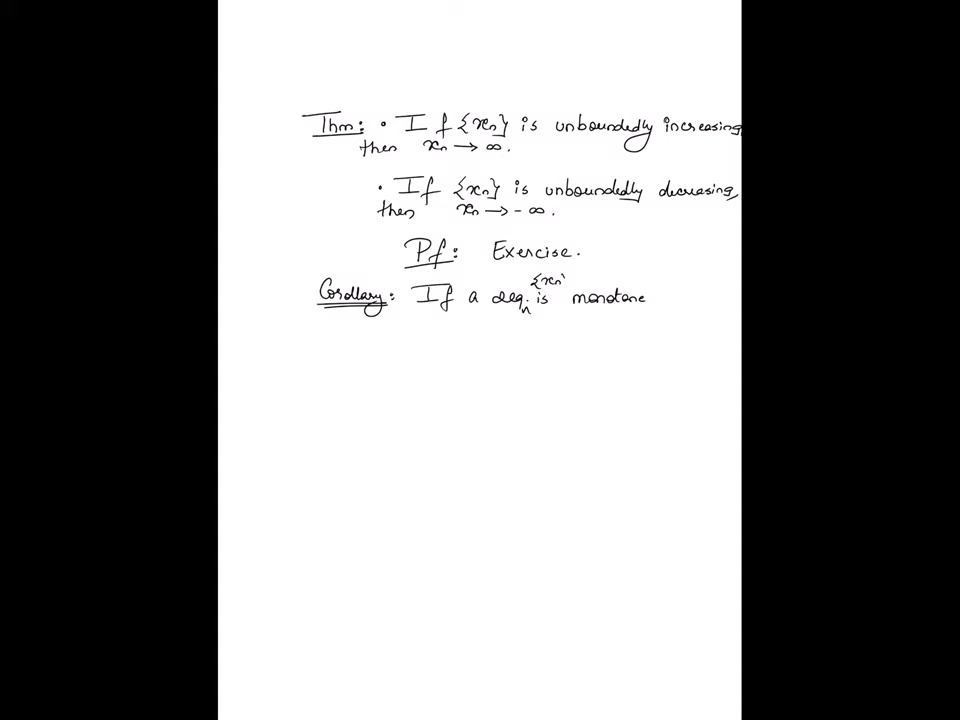 Thm: • If {xn} is unboundedly increasing,
then xn → ∞.
• If {xn} is unboundedly decreasing,
then xn → - ∞.
Pf: Exercise.
Corollary: If a seqn {xn} is monotone